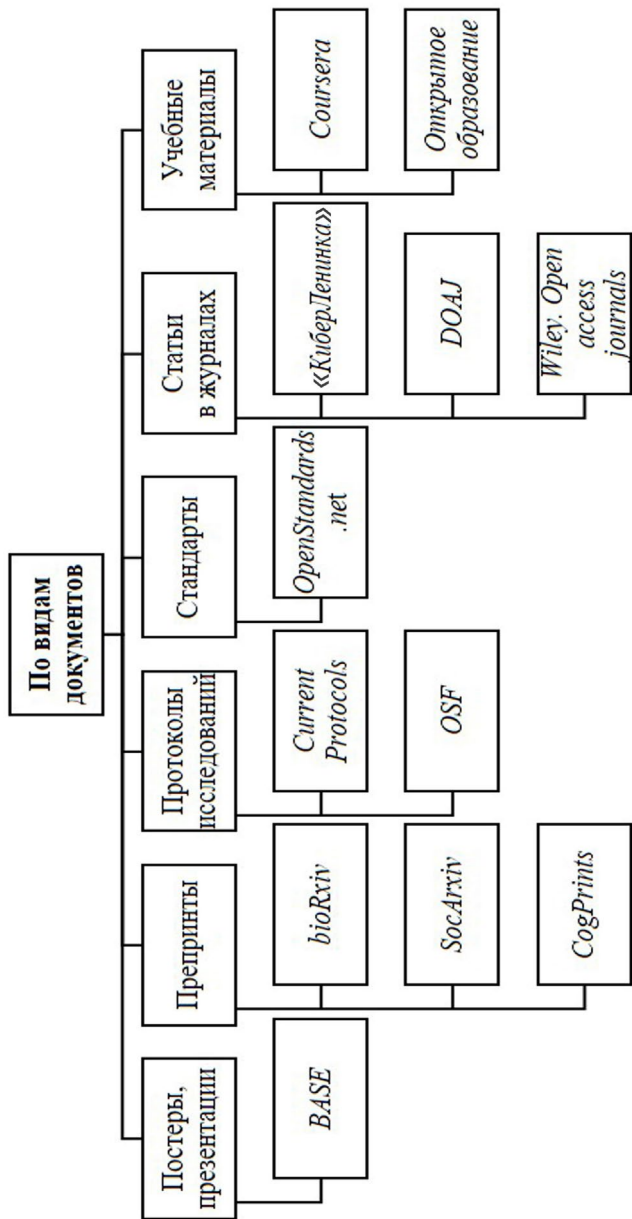 По видам
документов
Постеры,
презентации
BASE
Препринты
bioRxiv
SocArxiv
CogPrints
Протоколы
исследований
Current
Protocols
OSF
Стандарты
OpenStandards
.net
Статьи
в журналах
«КиберЛенинка»
DOAJ
Wiley. Open
access
journals
Учебные
материалы
Coursera
Открытое
образование